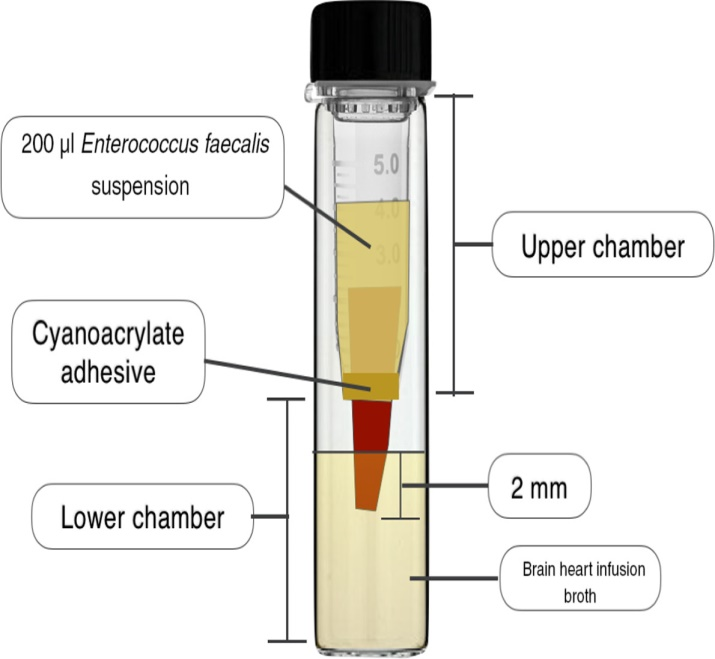 200 µl Enterococcus faecalis
suspension
5.0
4.0
3.0
Upper chamber
Cyanoacrylate
adhesive
2 mm
Lower chamber
Brain heart infusion
broth